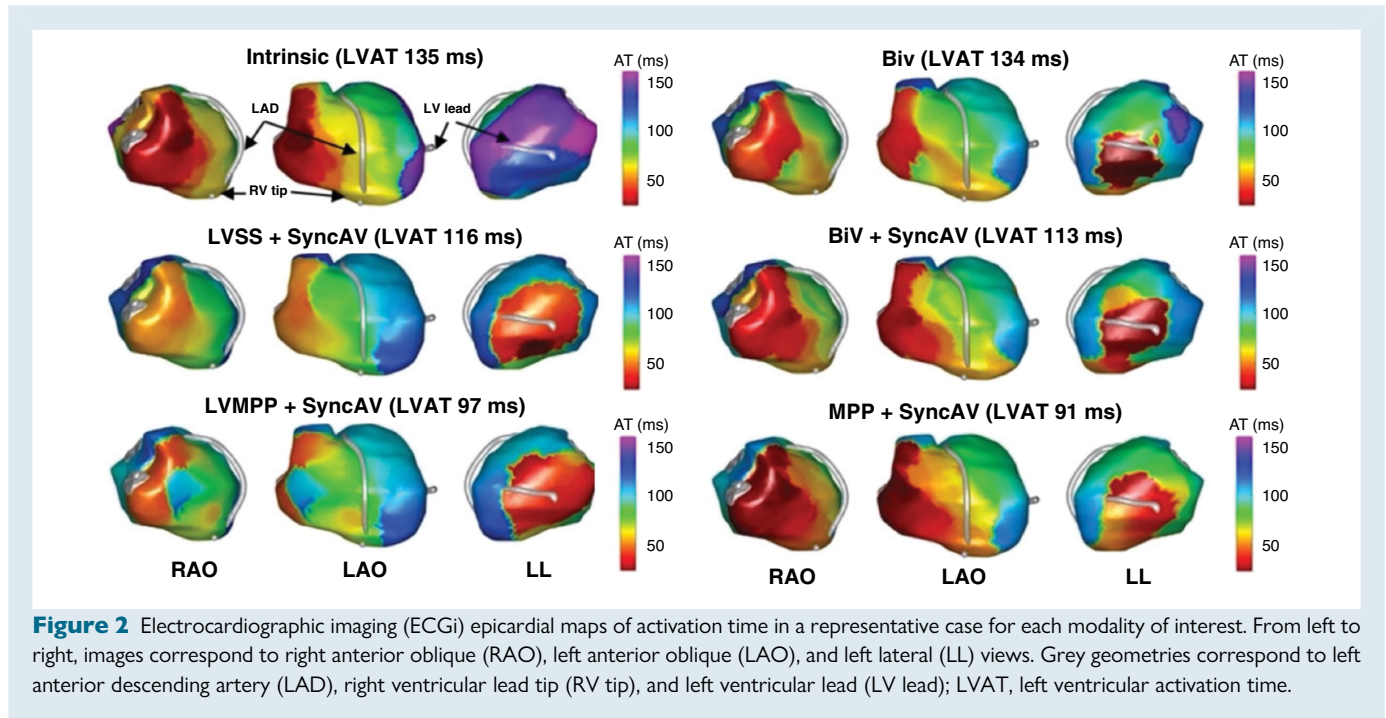 Intrinsic (LVAT 135 ms)
AT (ms)
150
100
50
LAD
LV lead
RV tip
Biv (LVAT 134 ms)
AT (ms)
150
100
50
LVSS + SyncAV (LVAT 116 ms)
AT (ms)
150
100
50
BiV + SyncAV (LVAT 113 ms)
AT (ms)
150
100
50
LVMPP + SyncAV (LVAT 97 ms)
AT (ms)
150
100
50
MPP + SyncAV (LVAT 91 ms)
AT (ms)
150
100
50
RAO LAO LL
RAO LAO LL
Figure 2 Electrocardiographic imaging (ECGi) epicardial maps of activation time in a representative case for each modality of interest. From left to
right, images correspond to right anterior oblique (RAO), left anterior oblique (LAO), and left lateral (LL) views. Grey geometries correspond to left
anterior descending artery (LAD), right ventricular lead tip (RV tip), and left ventricular lead (LV lead); LVAT, left ventricular activation time.